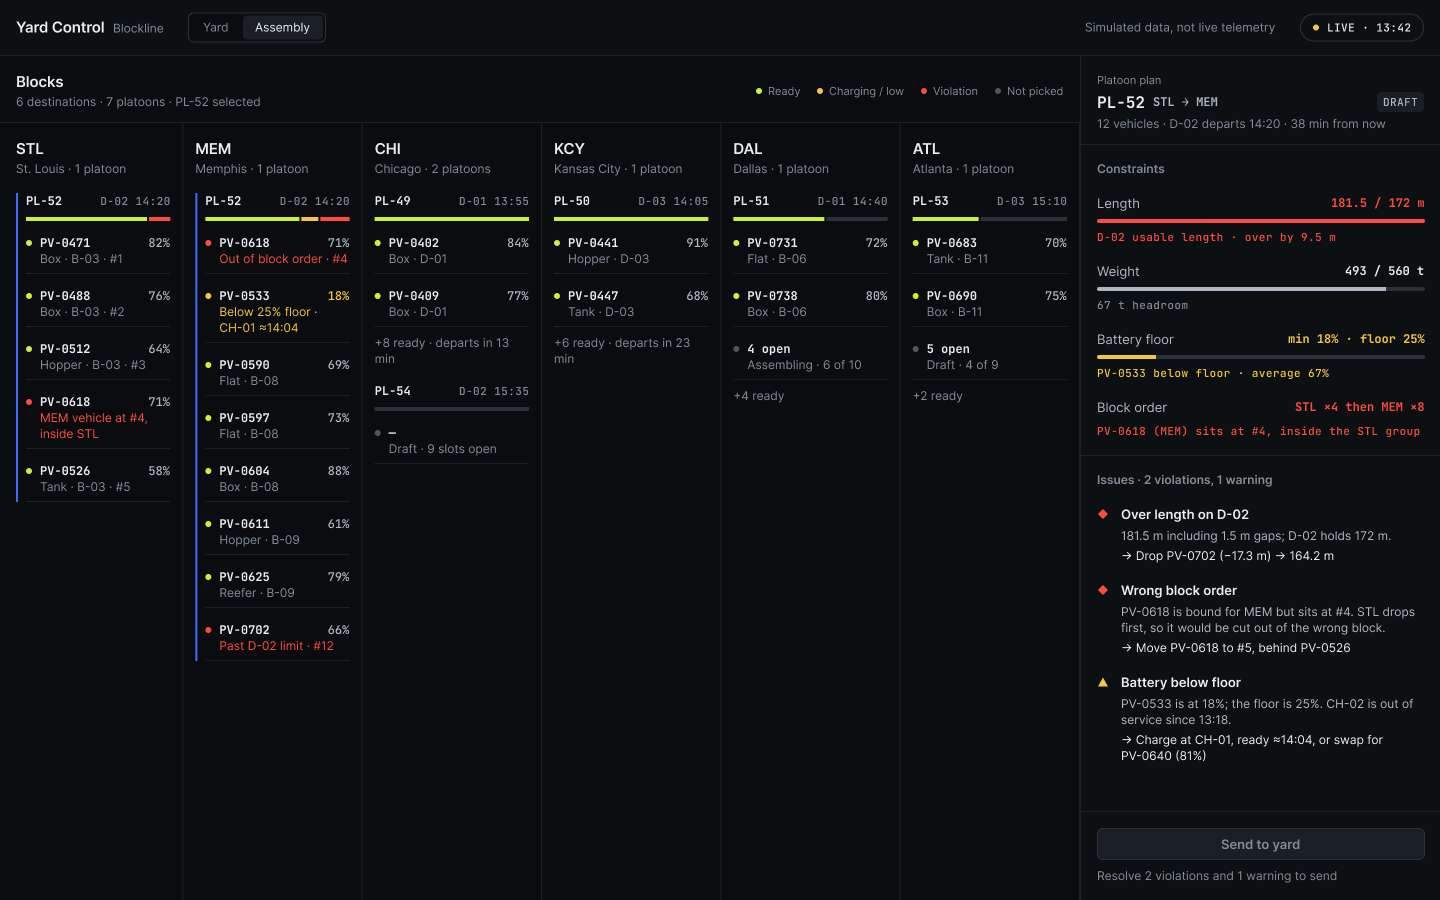 Yard Control Blockline Yard Assembly Simulated data, not live telemetry LIVE · 13:42
Blocks
6 destinations · 7 platoons · PL-52 selected
Ready Charging / low Violation Not picked
STL
St. Louis · 1 platoon
PL-52 D-02 14:20
PV-0471 82%
Box · B-03 · #1
PV-0488 76%
Box · B-03 · #2
PV-0512 64%
Hopper · B-03 · #3
PV-0618 71%
MEM vehicle at #4,
inside STL
PV-0526 58%
Tank · B-03 · #5
MEM
Memphis · 1 platoon
PL-52 D-02 14:20
PV-0618 71%
Out of block order · #4
PV-0533 18%
Below 25% floor ·
CH-01 ≈14:04
PV-0590 69%
Flat · B-08
PV-0597 73%
Flat · B-08
PV-0604 88%
Box · B-08
PV-0611 61%
Hopper · B-09
PV-0625 79%
Reefer · B-09
PV-0702 66%
Past D-02 limit · #12
CHI
Chicago · 2 platoons
PL-49 D-01 13:55
PV-0402 84%
Box · D-01
PV-0409 77%
Box · D-01
+8 ready · departs in 13
min
PL-54 D-02 15:35
—
Draft · 9 slots open
KCY
Kansas City · 1 platoon
PL-50 D-03 14:05
PV-0441 91%
Hopper · D-03
PV-0447 68%
Tank · D-03
+6 ready · departs in 23
min
DAL
Dallas · 1 platoon
PL-51 D-01 14:40
PV-0731 72%
Flat · B-06
PV-0738 80%
Box · B-06
4 open
Assembling · 6 of 10
+4 ready
ATL
Atlanta · 1 platoon
PL-53 D-03 15:10
PV-0683 70%
Tank · B-11
PV-0690 75%
Box · B-11
5 open
Draft · 4 of 9
+2 ready
Platoon plan
PL-52 STL → MEM DRAFT
12 vehicles · D-02 departs 14:20 · 38 min from now
Constraints
Length 181.5 / 172 m
D-02 usable length · over by 9.5 m
Weight 493 / 560 t
67 t headroom
Battery floor min 18% · floor 25%
PV-0533 below floor · average 67%
Block order STL ×4 then MEM ×8
PV-0618 (MEM) sits at #4, inside the STL group
Issues · 2 violations, 1 warning
Over length on D-02
181.5 m including 1.5 m gaps; D-02 holds 172 m.
→ Drop PV-0702 (−17.3 m) → 164.2 m
Wrong block order
PV-0618 is bound for MEM but sits at #4. STL drops
first, so it would be cut out of the wrong block.
→ Move PV-0618 to #5, behind PV-0526
Battery below floor
PV-0533 is at 18%; the floor is 25%. CH-02 is out of
service since 13:18.
→ Charge at CH-01, ready ≈14:04, or swap for
PV-0640 (81%)
Send to yard
Resolve 2 violations and 1 warning to send